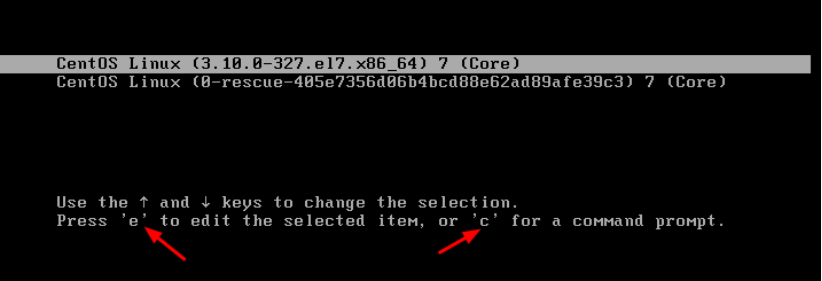 CentOS Linux (3.10.0-327.el7.x86_64) 7 (Core)
CentOS Linux (0-rescue-405e7356d06b4bcd88e62ad89afe39c3) 7 (Core)
Use the ↑ and ↓ keys to change the selection.
Press 'e' to edit the selected item, or 'c' for a command prompt.